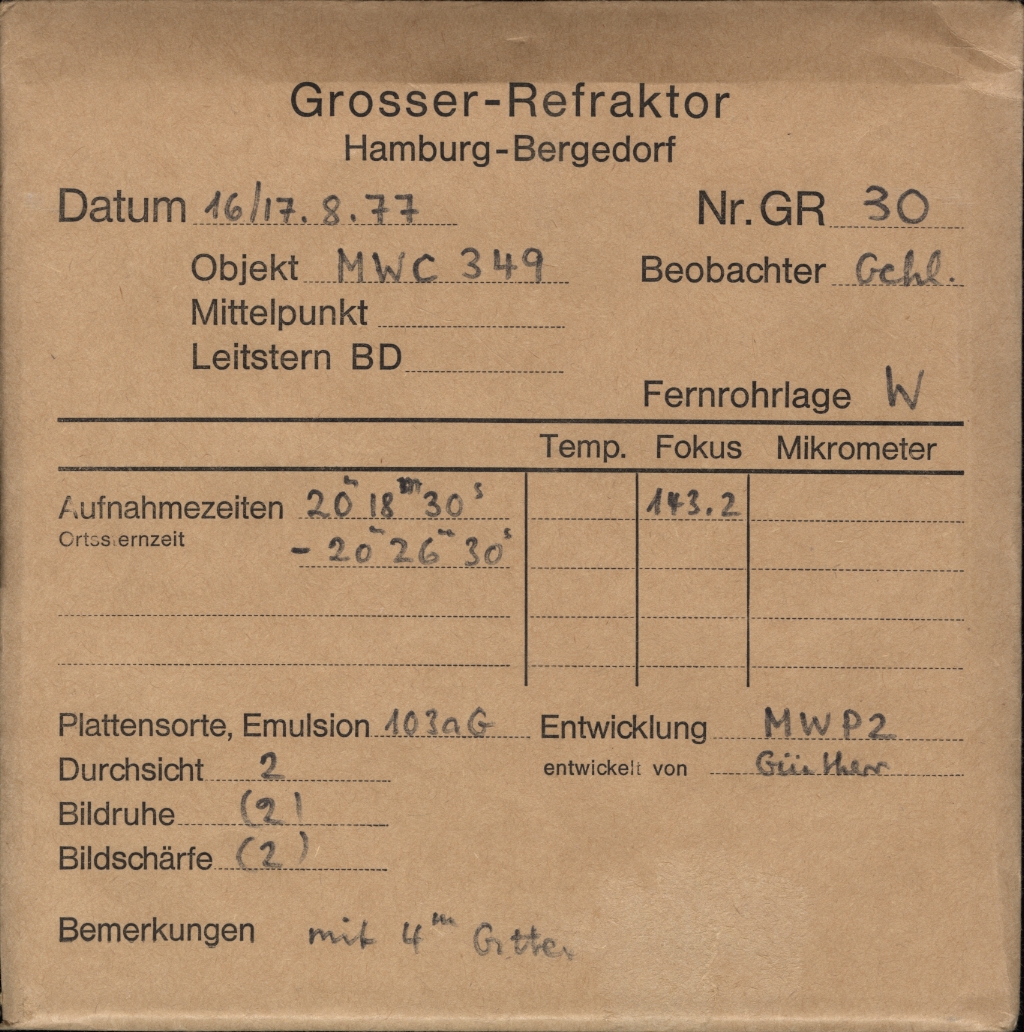 Grosser-Refraktor
Hamburg-Bergedorf
Datum 16/17.8.77 Nr. GR 30
Objekt MWC 349 Beobachter Gehl.
Mittelpunkt
Leitstern BD
Fernrohrlage W
Temp. Fokus Mikrometer
Aufnahmezeiten 20h 18m 30s 143.2
Ortssternzeit - 20h 26m 30s
Plattensorte, Emulsion 103aG Entwicklung MWP2
Durchsicht 2 entwickelt von Günther
Bildruhe (2)
Bildschärfe (2)
Bemerkungen mit 4m Gitter